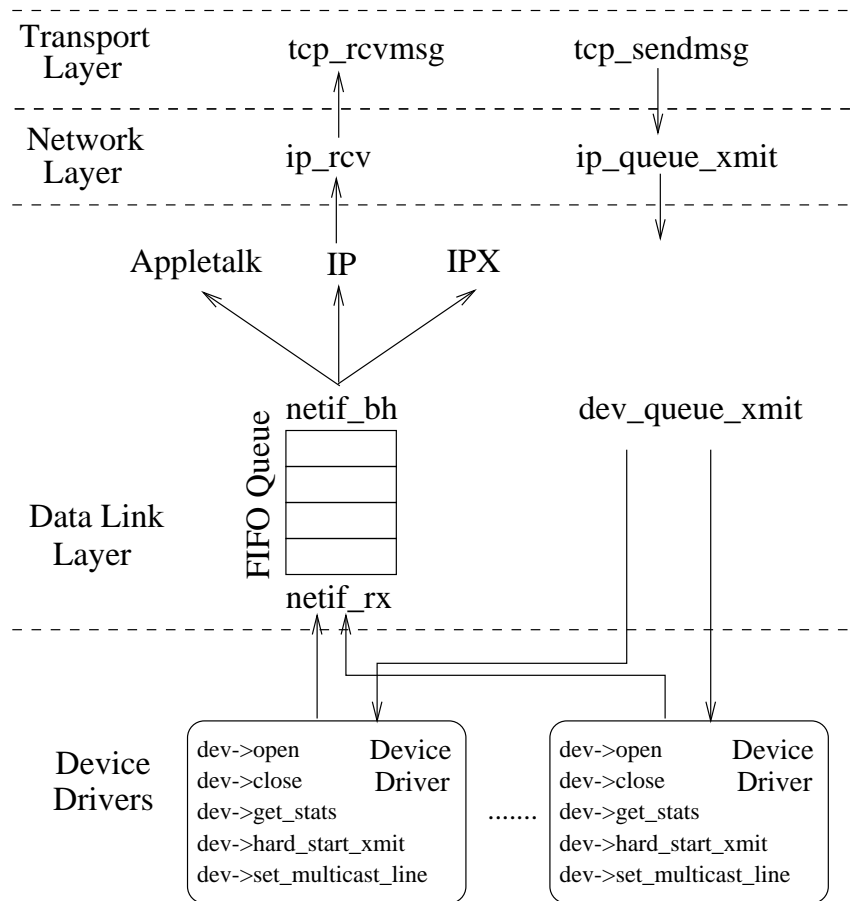 Transport
Layer
tcp_rcvmsg
tcp_sendmsg
Network
Layer
ip_rcv
ip_queue_xmit
Appletalk
IP
IPX
netif_bh
dev_queue_xmit
FIFO Queue
Data Link
Layer
netif_rx
Device
Drivers
dev->open
dev->close
dev->get_stats
dev->hard_start_xmit
dev->set_multicast_line
Device
Driver
.......
dev->open
dev->close
dev->get_stats
dev->hard_start_xmit
dev->set_multicast_line
Device
Driver